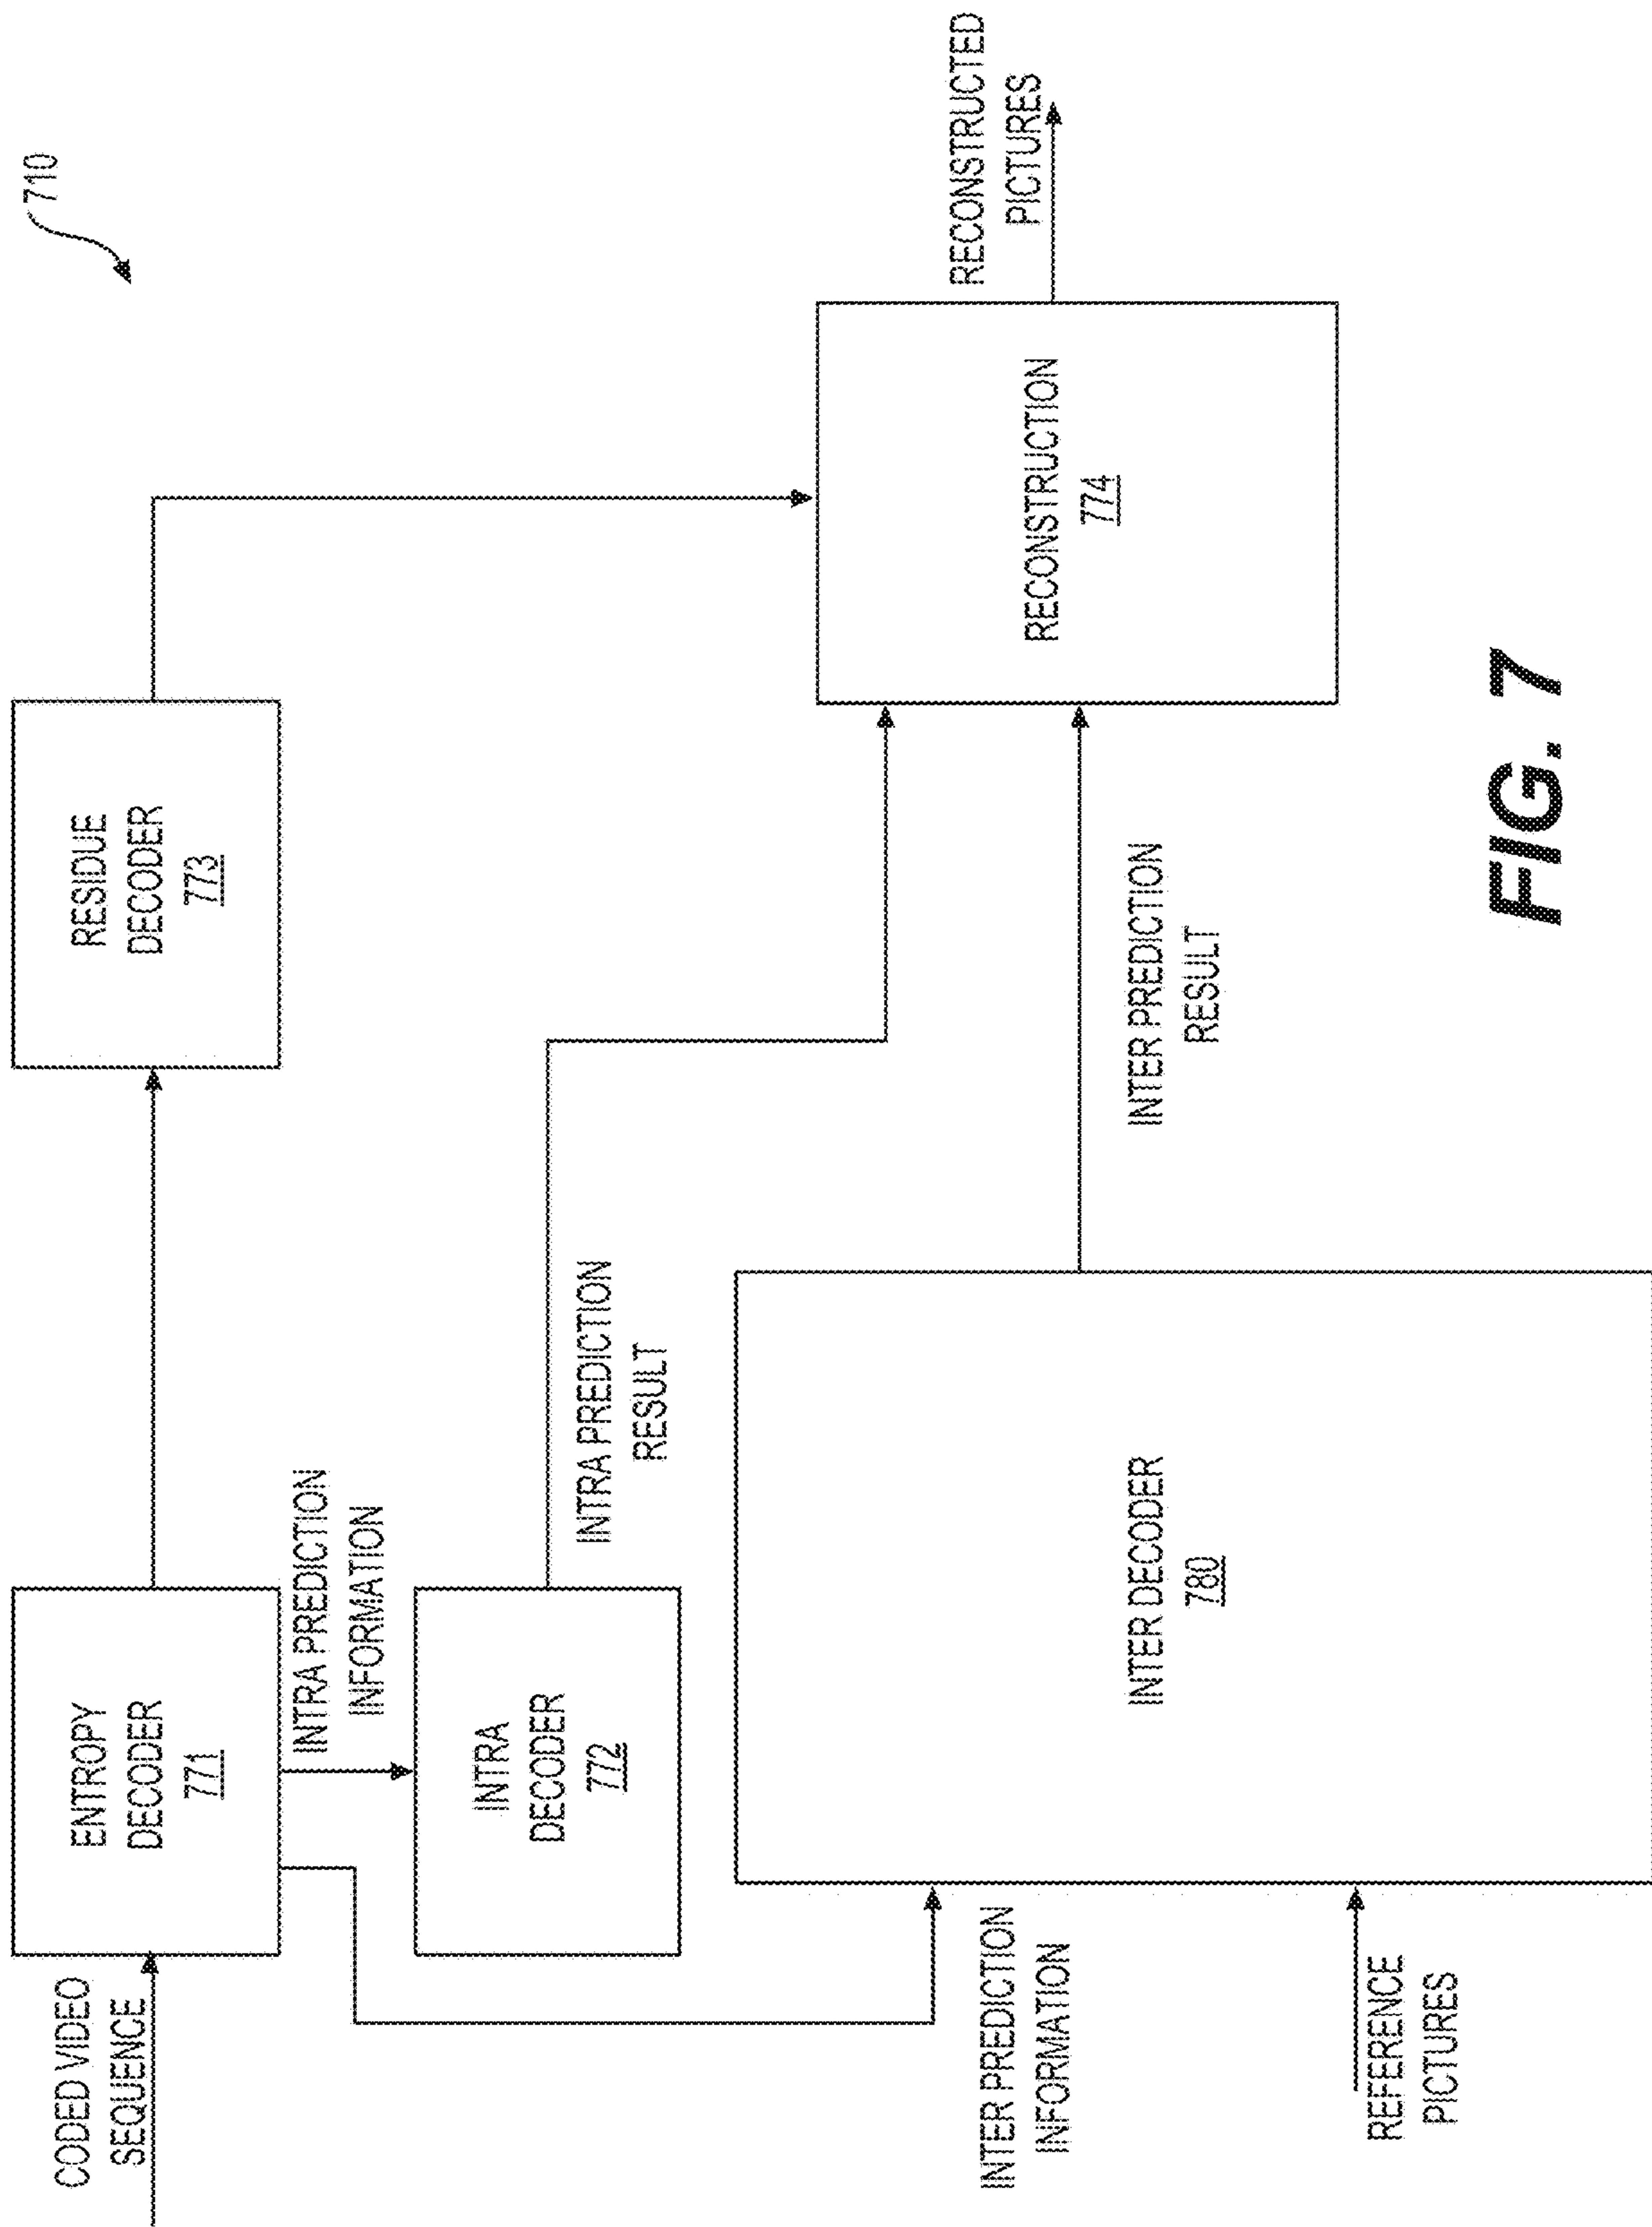 710
CODED VIDEO
SEQUENCE
ENTROPY
DECODER
771
RESIDUE
DECODER
773
INTRA PREDICTION
INFORMATION
INTRA
DECODER
772
INTRA PREDICTION
RESULT
RECONSTRUCTED
PICTURES
RECONSTRUCTION
774
INTER PREDICTION
INFORMATION
INTER DECODER
780
INTER PREDICTION
RESULT
REFERENCE
PICTURES
FIG. 7